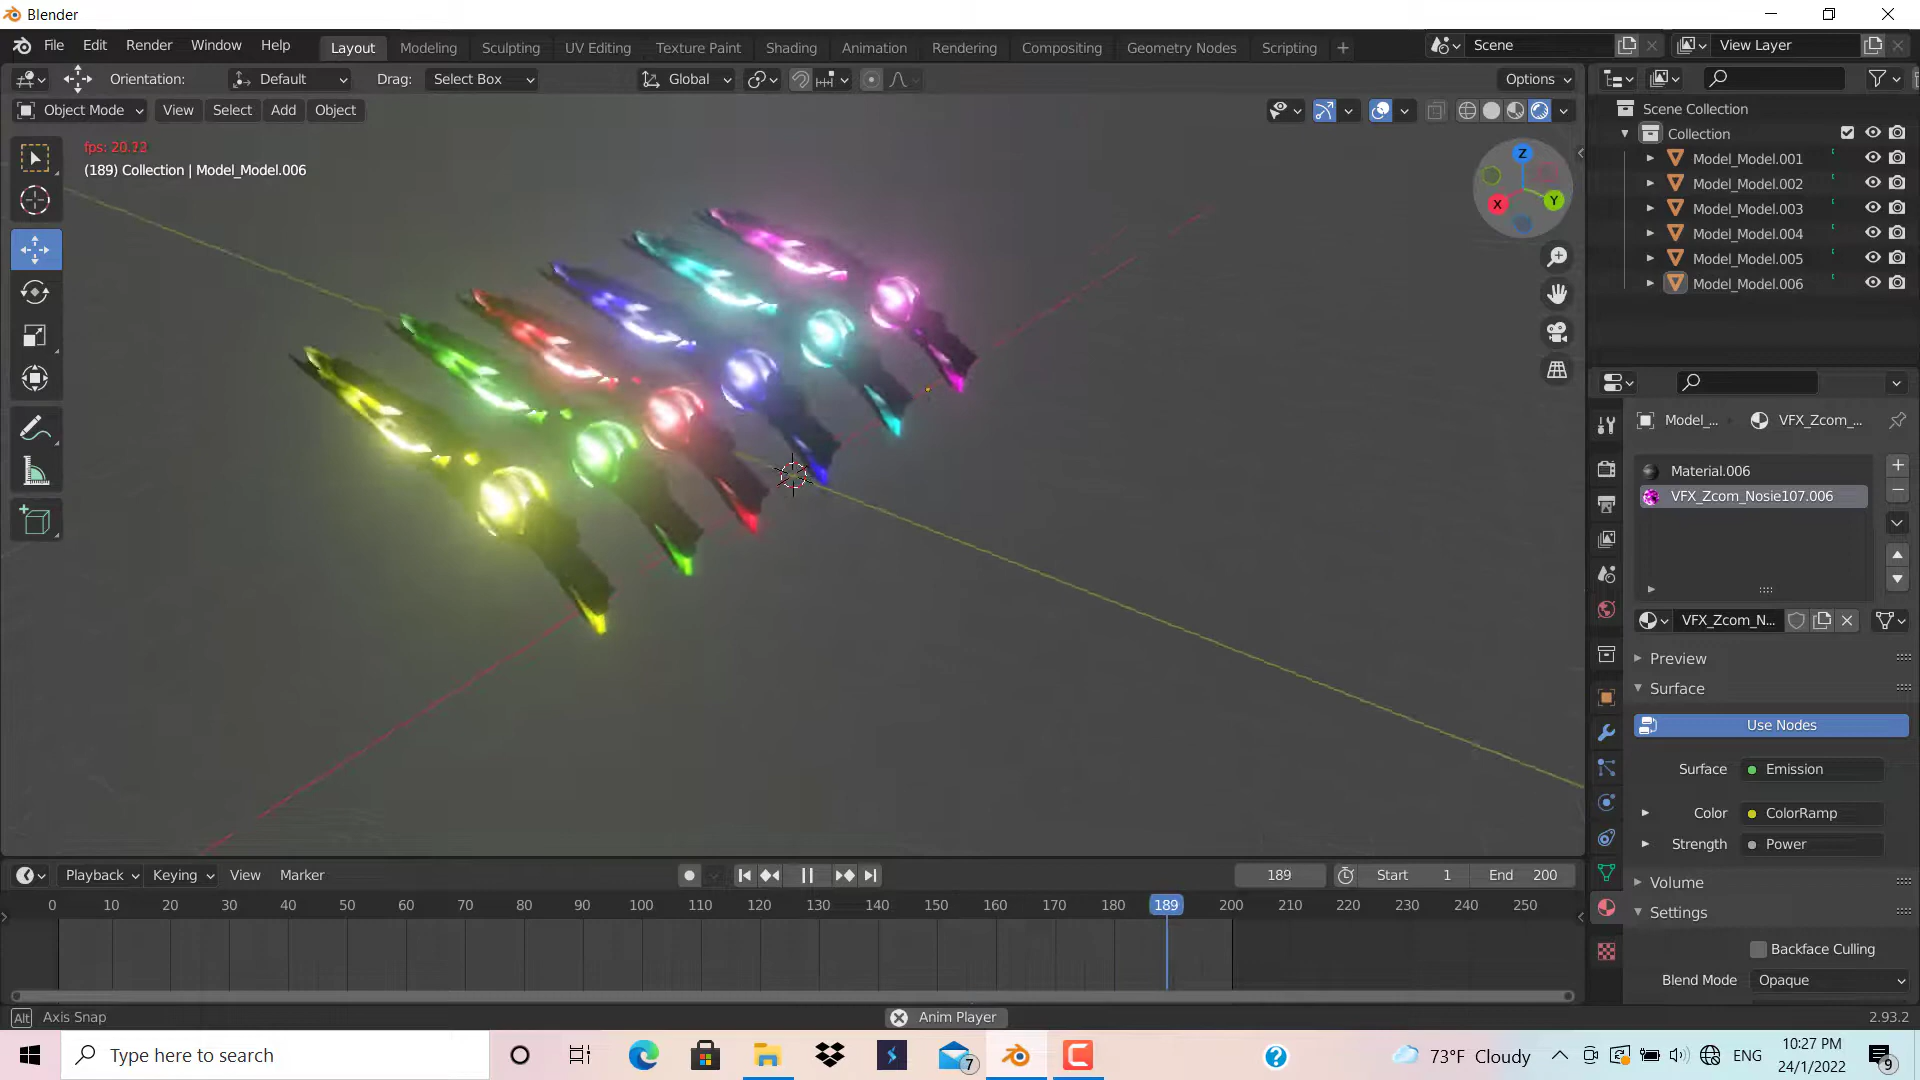 Blender
File Edit Render Window Help Layout Modeling Sculpting UV Editing Texture Paint Shading Animation Rendering Compositing Geometry Nodes Scripting + Scene View Layer
Orientation: Default Drag: Select Box Global Options
Object Mode View Select Add Object
fps: 20.72
(189) Collection | Model_Model.006
Z
X
Y
Scene Collection
Collection
Model_Model.001
Model_Model.002
Model_Model.003
Model_Model.004
Model_Model.005
Model_Model.006
Model_... VFX_Zcom_...
Material.006
VFX_Zcom_Nosie107.006
VFX_Zcom_N...
Preview
Surface
Use Nodes
Surface Emission
Color ColorRamp
Strength Power
Volume
Settings
Backface Culling
Blend Mode Opaque
Playback Keying View Marker 189 Start 1 End 200
0 10 20 30 40 50 60 70 80 90 100 110 120 130 140 150 160 170 180 189 200 210 220 230 240 250
Alt Axis Snap Anim Player 2.93.2
Type here to search 7 73°F Cloudy ENG 10:27 PM 9
24/1/2022